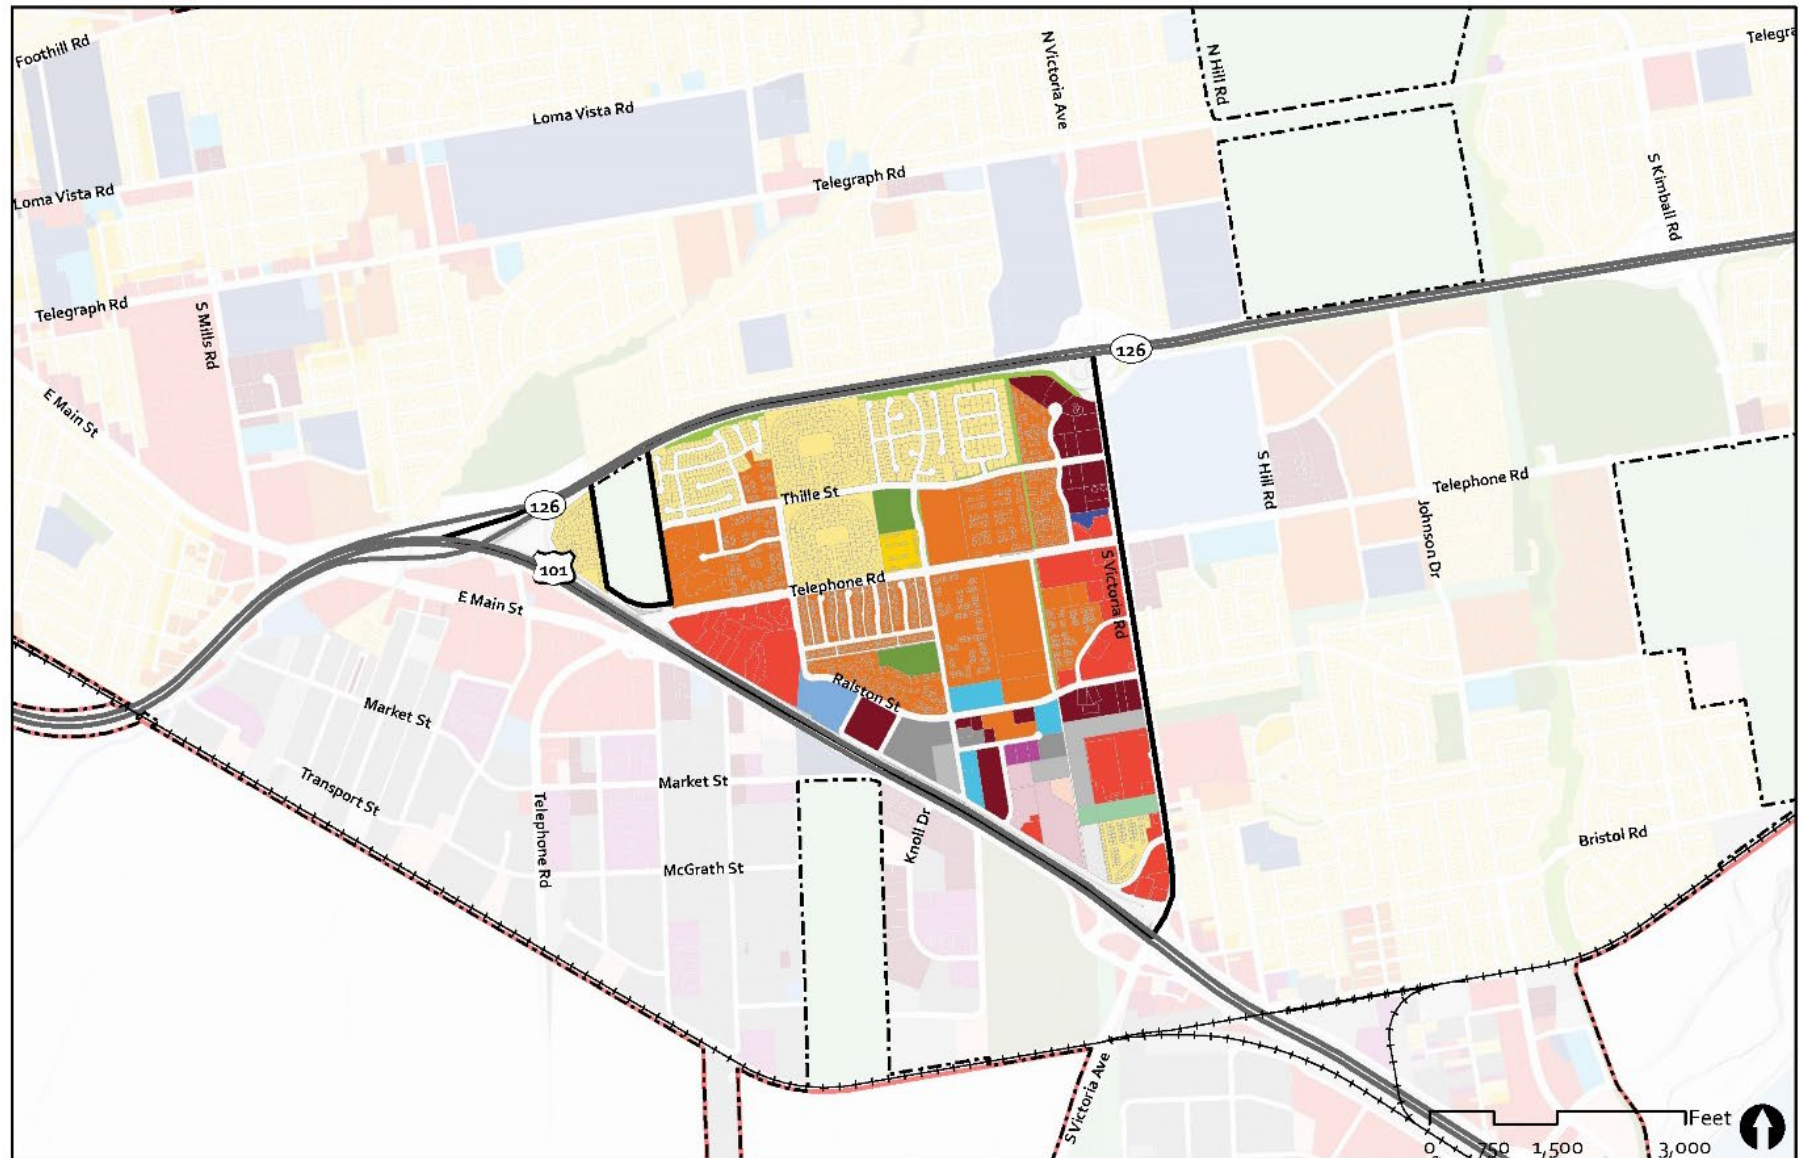 Foothill Rd
N Victoria Ave
N Hill Rd
Loma Vista Rd
Telegraph Rd
S Kimball Rd
Loma Vista Rd
Telegraph Rd
S Mills Rd
126
E Main St
S Hill Rd
Telephone Rd
Johnson Dr
Thille St
126
101
Telephone Rd
S Victoria Rd
E Main St
Ralston St
Market St
Market St
Transport St
Telephone Rd
Knoll Dr
McGrath St
Bristol Rd
S Victoria Ave
Feet
0 750 1,500 3,000